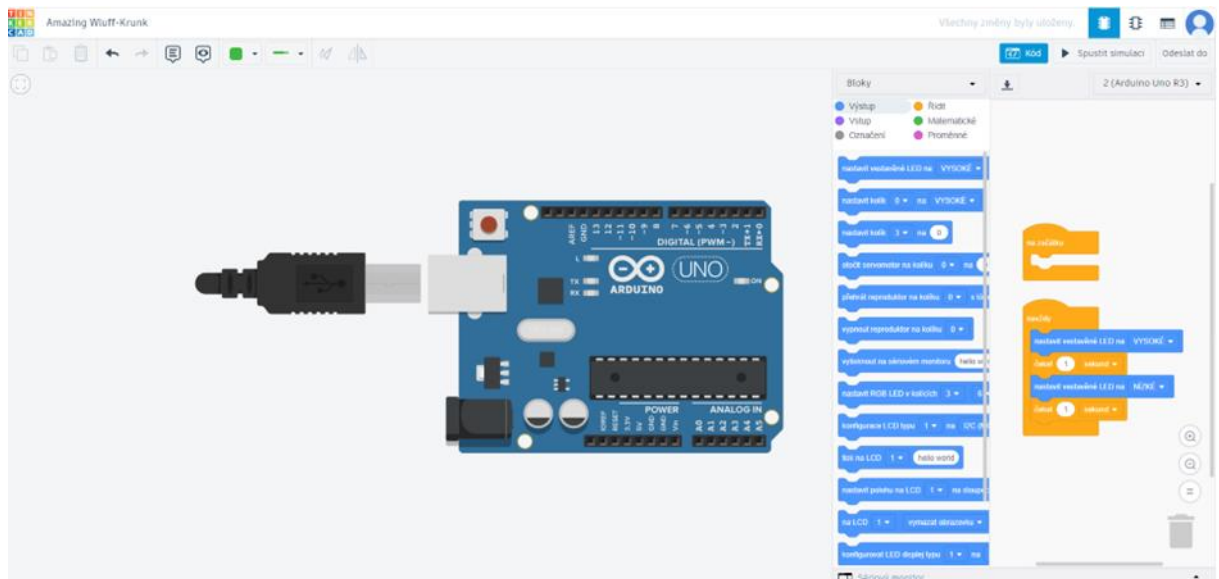 TIN
KER
CAD
Amazing Wluff-Krunk
Všechny změny byly uloženy.
Kód
Spustit simulaci
Odeslat do
Bloky
2 (Arduino Uno R3)
Výstup
Řídit
Vstup
Matematické
Označení
Proměnné
nastavit vestavěné LED na VYSOKÉ
nastavit kolík 0 na VYSOKÉ
nastavit kolík 3 na 0
otočit servomotor na kolíku 0 na
přehrát reproduktor na kolíku 0 s
vypnout reproduktor na kolíku 0
vytisknout na sériovém monitoru hello
nastavit RGB LED v kolících 3 6
konfigurace LCD typu 1 na I2C
tisk na LCD 1 hello world
nastavit polohu na LCD 1 na
na LCD 1 vymazat obrazovku
konfigurovat LED displej typu 1 na
Sériový monitor
na začátku
navždy
nastavit vestavěné LED na VYSOKÉ
čekat 1 sekund
nastavit vestavěné LED na NÍZKÉ
čekat 1 sekund
AREF
GND
13
12
~11
~10
~9
8
7
~6
~5
4
~3
2
TX→1
RX←0
DIGITAL (PWM~)
L
TX
RX
ARDUINO
UNO
ON
POWER
ANALOG IN
IOREF
RESET
3.3V
5V
GND
GND
Vin
A0
A1
A2
A3
A4
A5